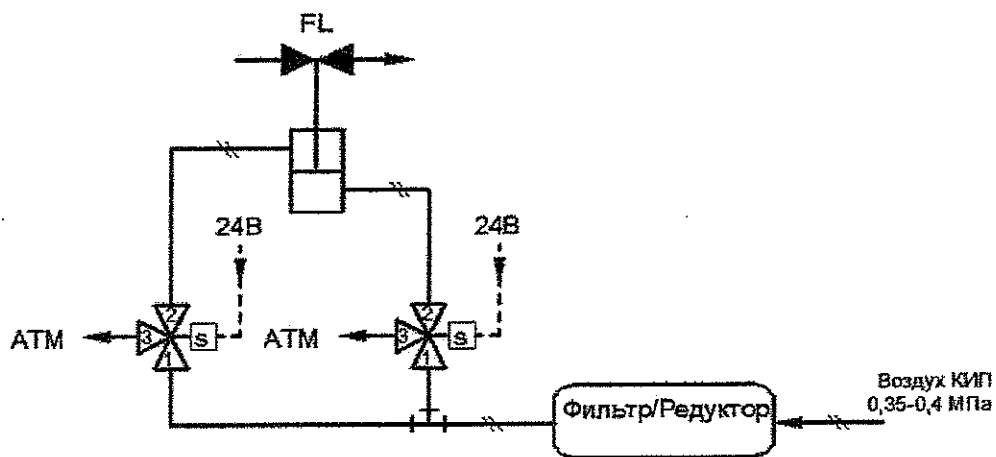 FL
24В 24В
2 2
АТМ 3 s АТМ 3 s
1 1
Воздух КИП
Фильтр/Редуктор 0,35-0,4 МПа